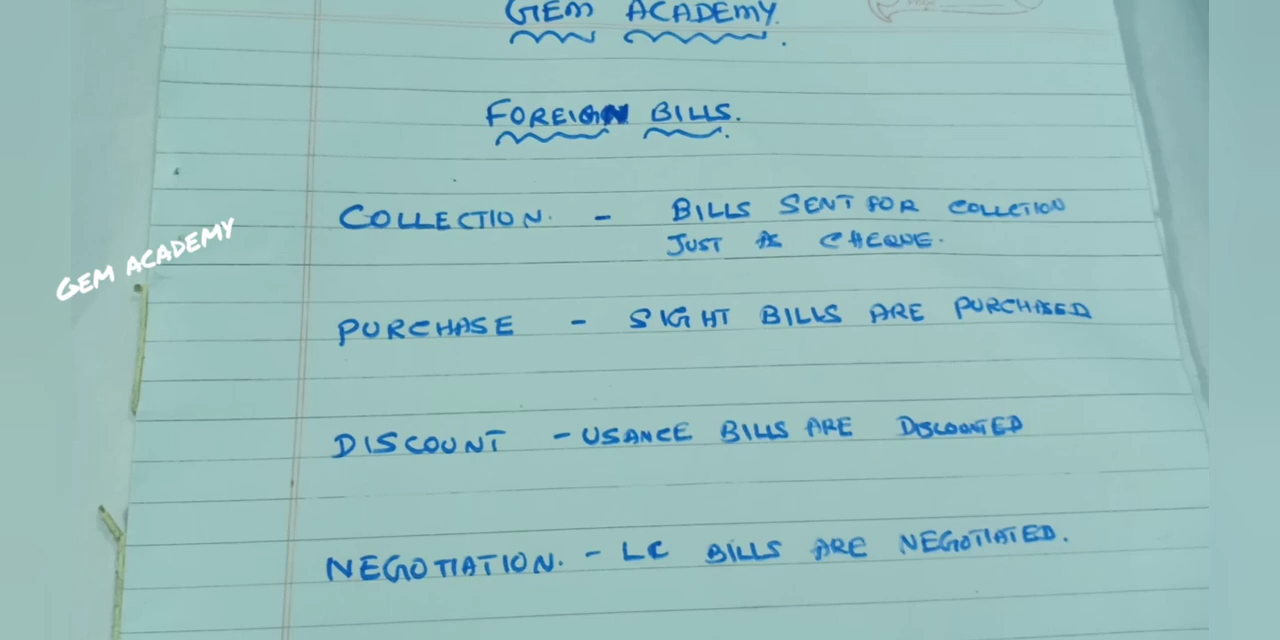 GEM ACADEMY.
FOREIGN BILLS.
COLLECTION. - BILLS SENT FOR COLLCTION
JUST AS CHEQUE.
GEM ACADEMY
PURCHASE - SIGHT BILLS ARE PURCHASED
DISCOUNT - USANCE BILLS ARE DISCOUNTED
NEGOTIATION. - LC BILLS ARE NEGOTIATED.